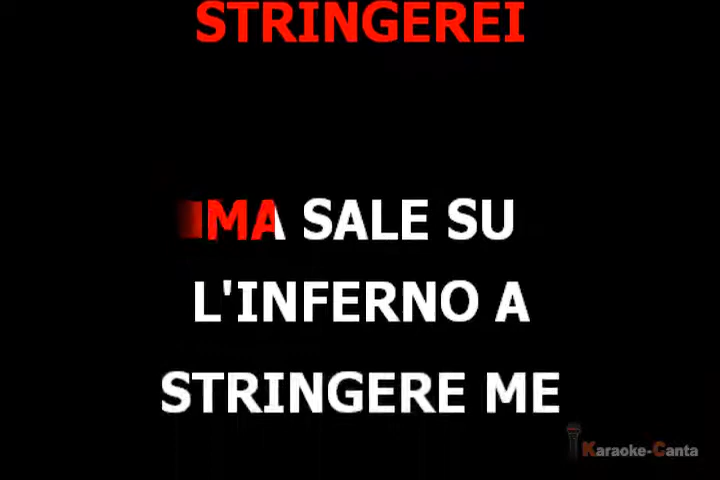 STRINGEREI
MA SALE SU
L'INFERNO A
STRINGERE ME
Karaoke-Canta